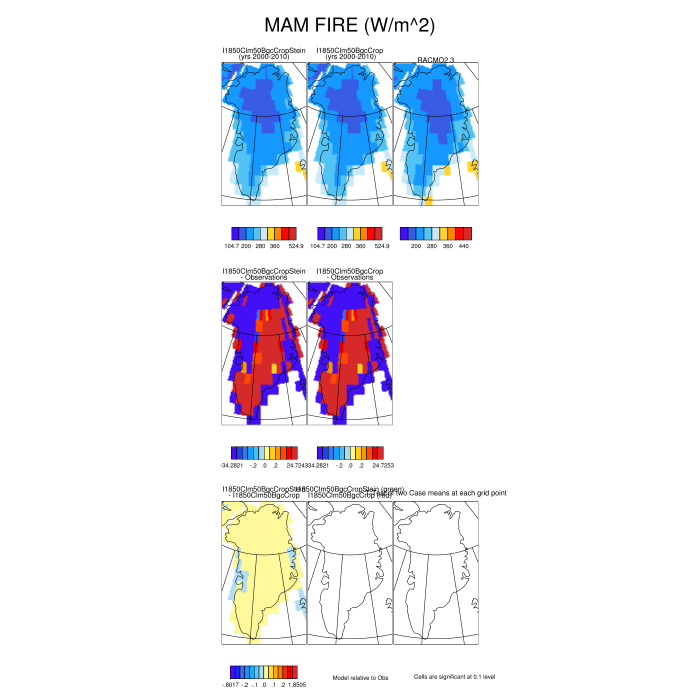 MAM FIRE (W/m^2)
I1850Clm50BgcCropStein
(yrs 2000-2010)
I1850Clm50BgcCrop
(yrs 2000-2010)
RACMO2.3
104.7 200 280 360 524.9
104.7 200 280 360 524.9
200 280 360 440
I1850Clm50BgcCropStein
- Observations
I1850Clm50BgcCrop
- Observations
-34.2821 -.2 .0 .2 24.7243
-34.2821 -.2 .0 .2 24.7253
I1850Clm50BgcCropStein
- I1850Clm50BgcCrop
I1850Clm50BgcCropStein (green)
I1850Clm50BgcCrop (red)
of two Case means at each grid point
-.8017 -.2 -.1 .0 .1 .2 1.8505
Model relative to Obs
Cells are significant at 0.1 level